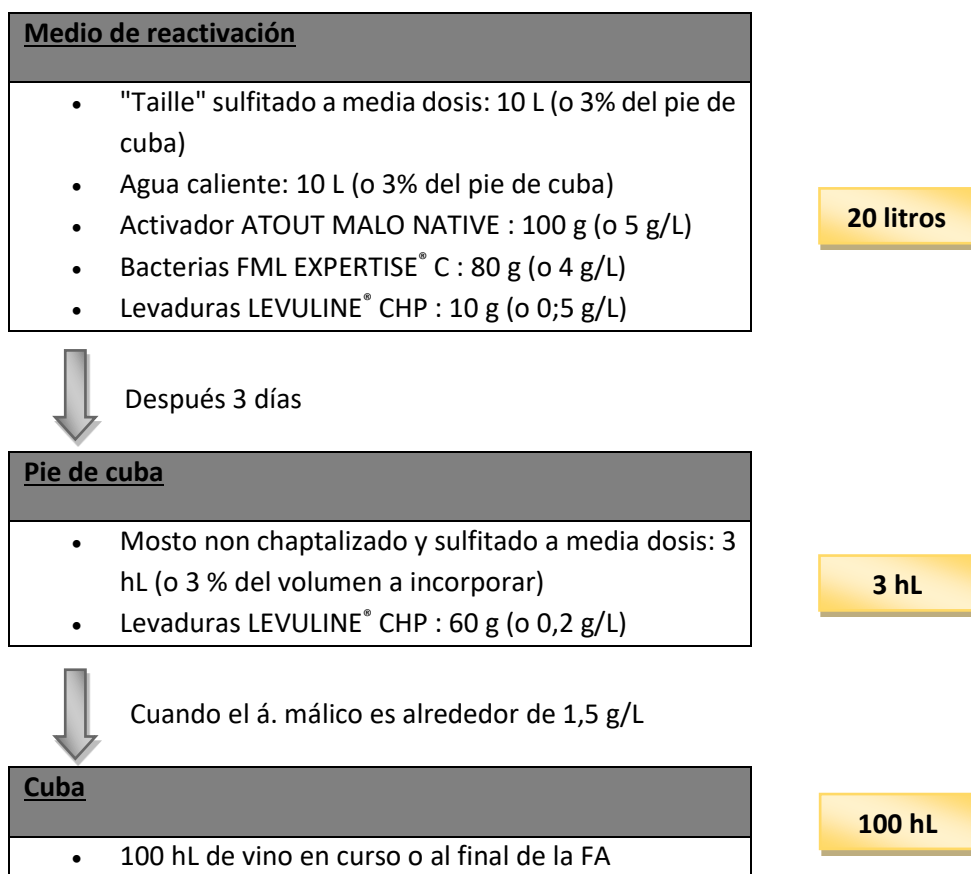 Medio de reactivación
• "Taille" sulfitado a media dosis: 10 L (o 3% del pie de
cuba)
• Agua caliente: 10 L (o 3% del pie de cuba)
• Activador ATOUT MALO NATIVE : 100 g (o 5 g/L)
• Bacterias FML EXPERTISE® C : 80 g (o 4 g/L)
• Levaduras LEVULINE® CHP : 10 g (o 0;5 g/L)
20 litros
Después 3 días
Pie de cuba
• Mosto non chaptalizado y sulfitado a media dosis: 3
hL (o 3 % del volumen a incorporar)
• Levaduras LEVULINE® CHP : 60 g (o 0,2 g/L)
3 hL
Cuando el á. málico es alrededor de 1,5 g/L
Cuba
• 100 hL de vino en curso o al final de la FA
100 hL